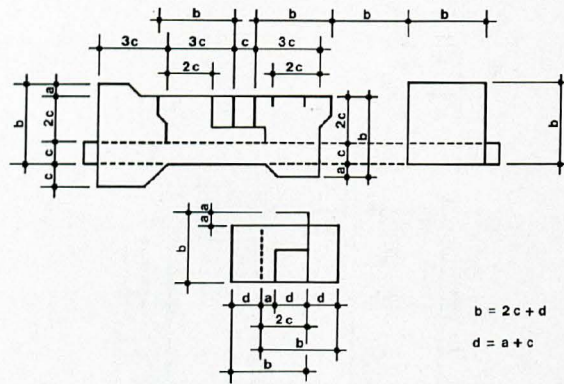 b b b b
3c 3c c 3c
2c 2c
a
b 2c 2c b b
c c
c a
a
a
b
d a d d
2c
b
b
b = 2c + d
d = a + c